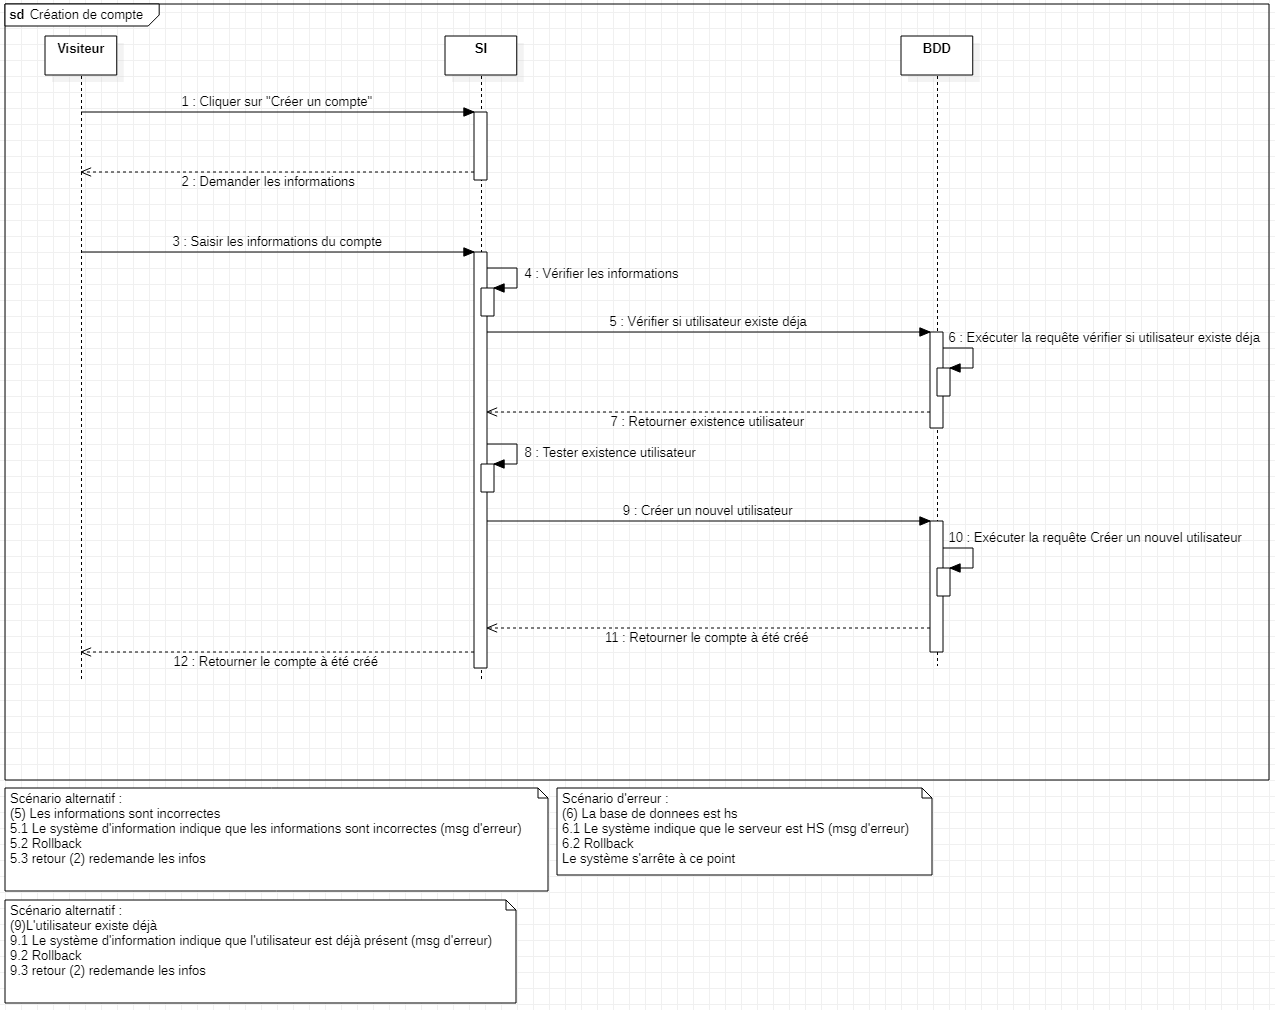 sd Création de compte
Visiteur
SI
BDD
1 : Cliquer sur "Créer un compte"
2 : Demander les informations
3 : Saisir les informations du compte
4 : Vérifier les informations
5 : Vérifier si utilisateur existe déja
6 : Exécuter la requête vérifier si utilisateur existe déja
7 : Retourner existence utilisateur
8 : Tester existence utilisateur
9 : Créer un nouvel utilisateur
10 : Exécuter la requête Créer un nouvel utilisateur
11 : Retourner le compte à été créé
12 : Retourner le compte à été créé
Scénario alternatif :
(5) Les informations sont incorrectes
5.1 Le système d'information indique que les informations sont incorrectes (msg d'erreur)
5.2 Rollback
5.3 retour (2) redemande les infos
Scénario d'erreur :
(6) La base de donnees est hs
6.1 Le système indique que le serveur est HS (msg d'erreur)
6.2 Rollback
Le système s'arrête à ce point
Scénario alternatif :
(9)L'utilisateur existe déjà
9.1 Le système d'information indique que l'utilisateur est déjà présent (msg d'erreur)
9.2 Rollback
9.3 retour (2) redemande les infos